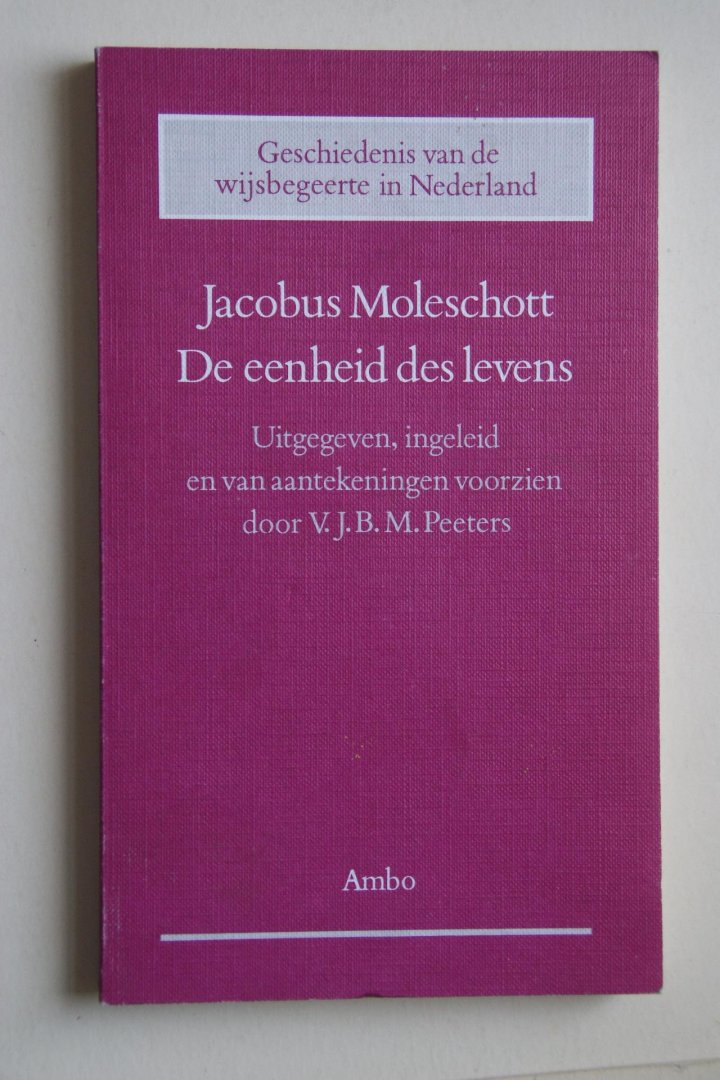 Geschiedenis van de
wijsbegeerte in Nederland
Jacobus Moleschott
De eenheid des levens
Uitgegeven, ingeleid
en van aantekeningen voorzien
door V. J. B. M. Peeters
Ambo